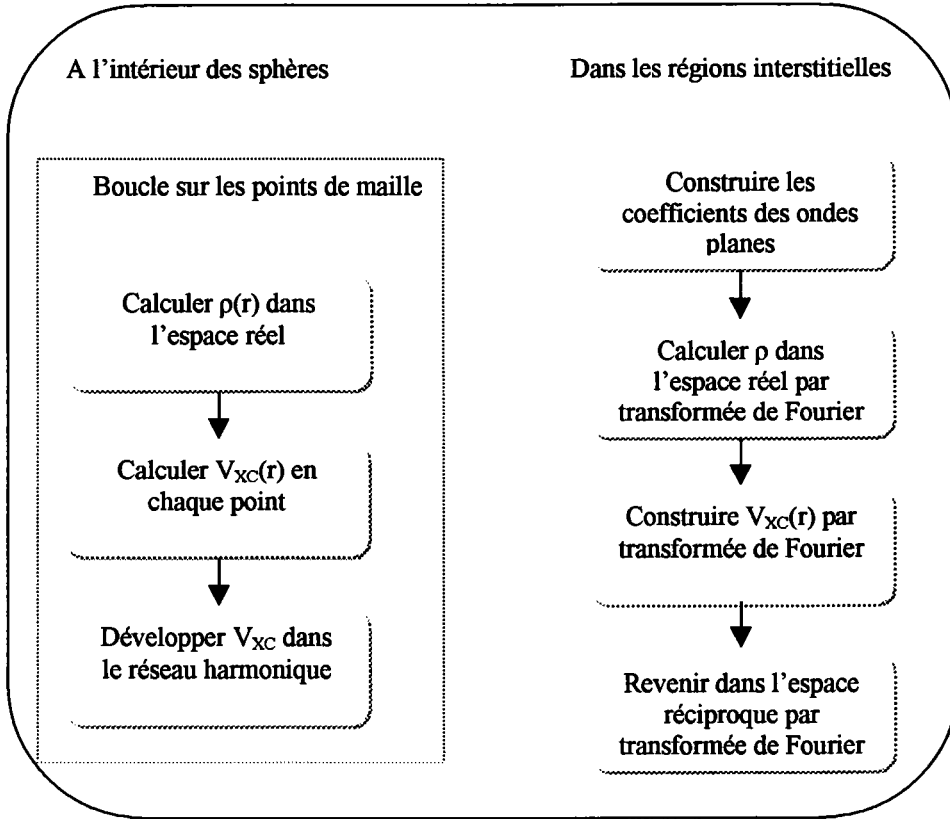 A l'intérieur des sphères
Boucle sur les points de maille
Calculer ρ(r) dans
l'espace réel
Calculer V_XC(r) en
chaque point
Développer V_XC dans
le réseau harmonique
Dans les régions interstitielles
Construire les
coefficients des ondes
planes
Calculer ρ dans
l'espace réel par
transformée de Fourier
Construire V_XC(r) par
transformée de Fourier
Revenir dans l'espace
réciproque par
transformée de Fourier